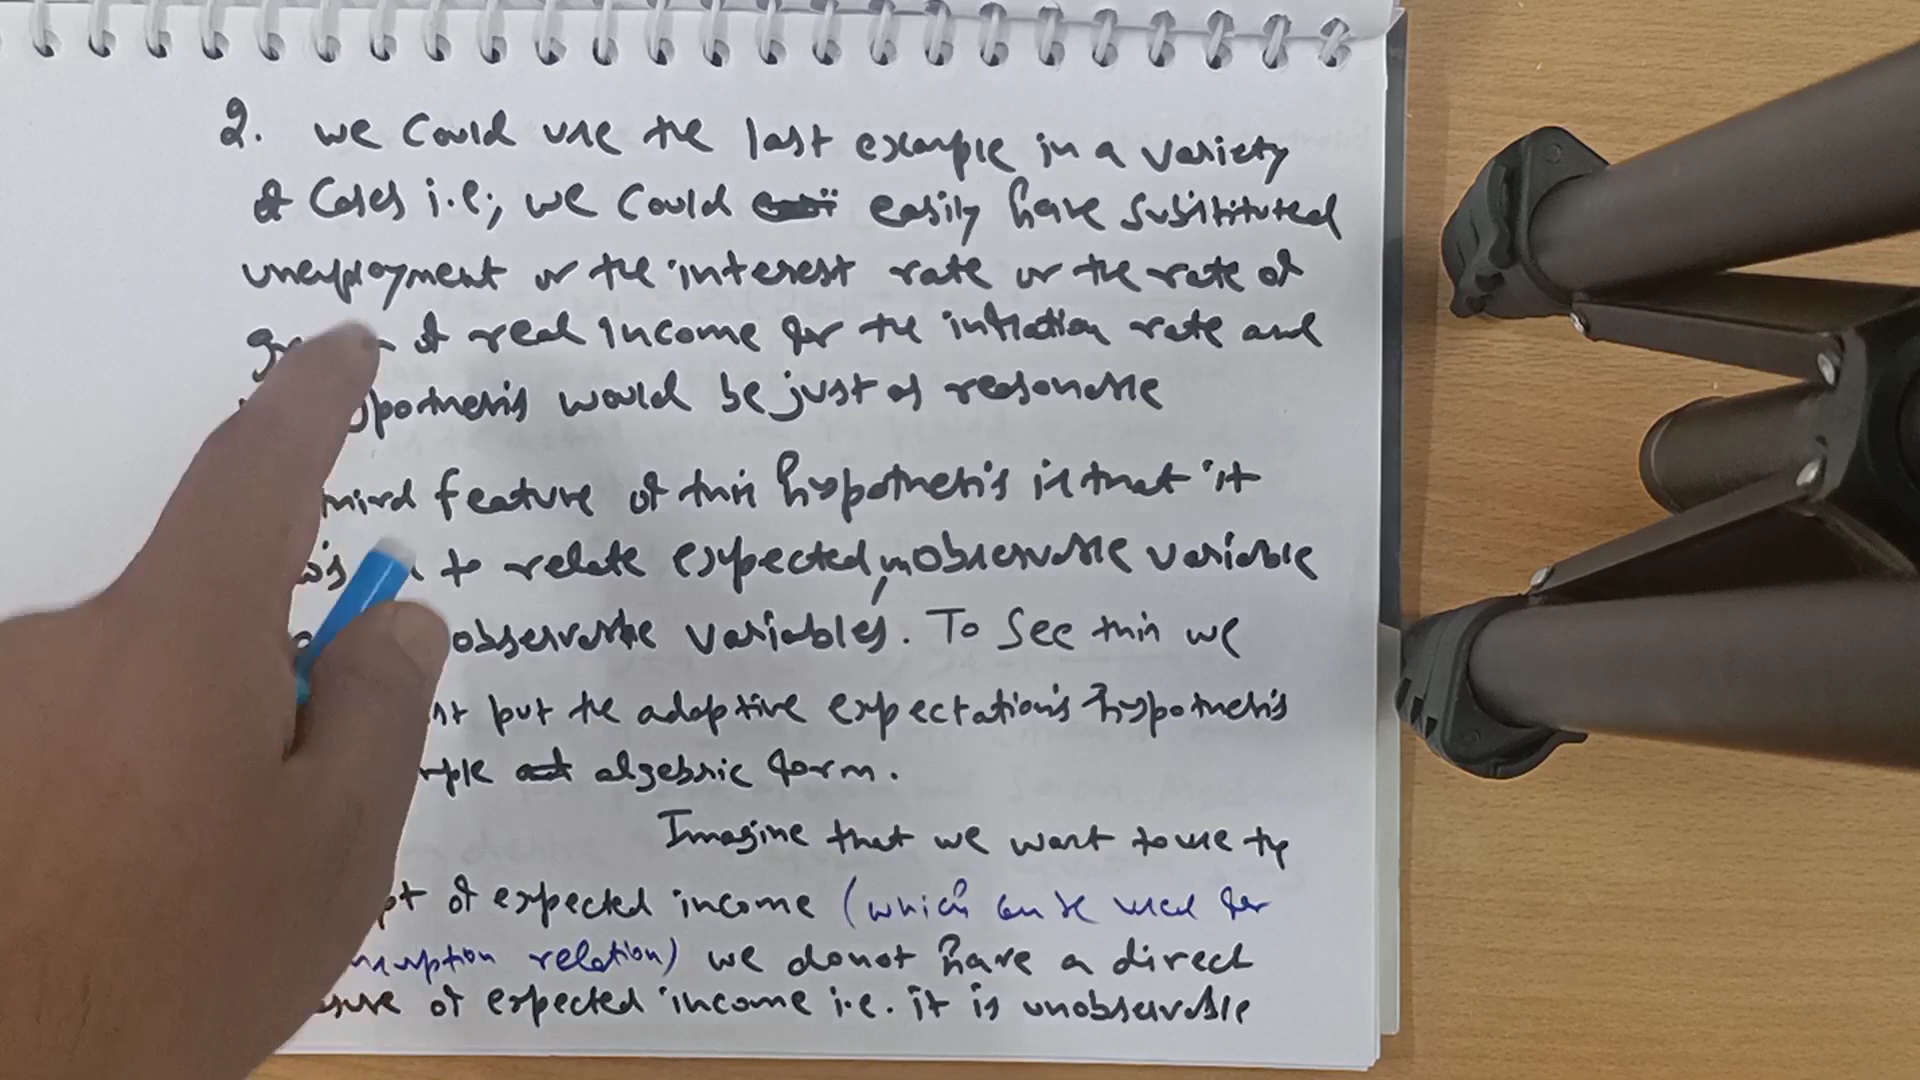 2. we could use the last example in a variety
of cases i.e; we could easily have substituted
unemployment or the interest rate or the rate of
of real income for the inflation rate and
would be just as reasonable
feature of this hypothesis is that it
to relate expected, unobservable variable
observable variables. To see this we
put the adaptive expectations hypothesis
algebric form.
Imagine that we want to use the
of expected income (which can be used for
relation) we donot have a direct
of expected income i.e. it is unobservable